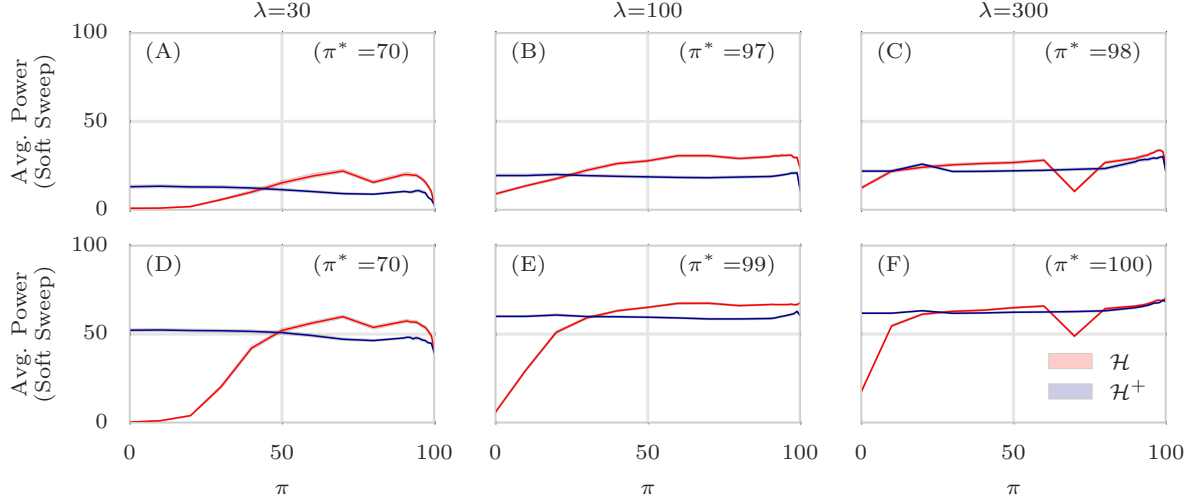 λ=30 λ=100 λ=300
100
50
0
Avg. Power
(Soft Sweep)
(A) (π* =70)
(B) (π* =97)
(C) (π* =98)
100
50
0
Avg. Power
(Soft Sweep)
(D) (π* =70)
(E) (π* =99)
(F) (π* =100)
ℋ
ℋ+
0 50 100 0 50 100 0 50 100
π π π